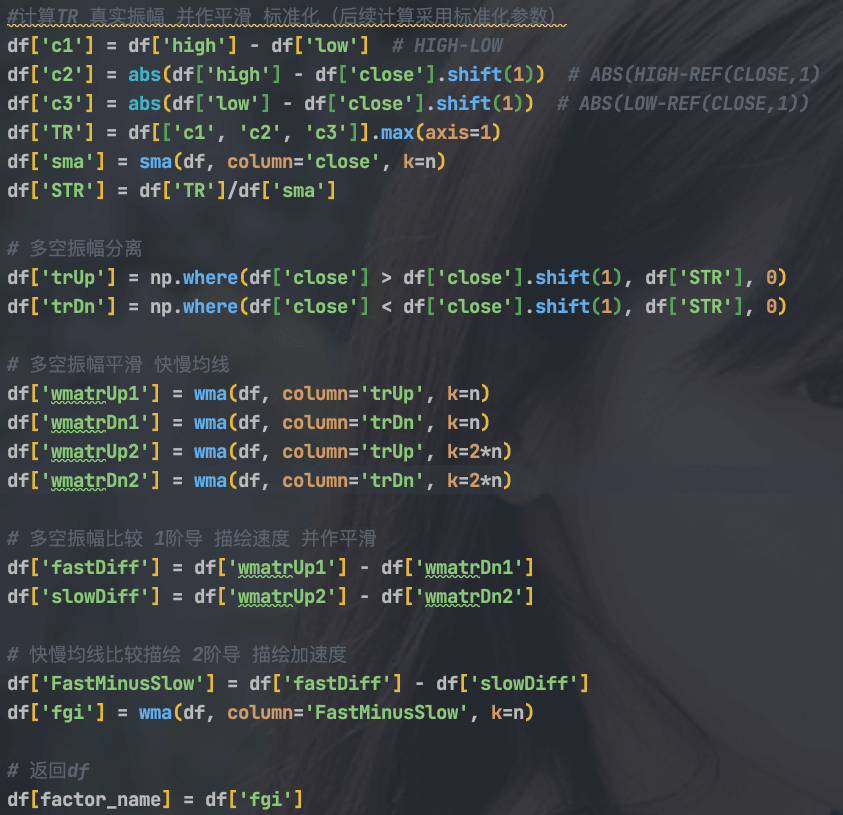 #计算TR 真实振幅 并作平滑 标准化（后续计算采用标准化参数）
df['c1'] = df['high'] - df['low']  # HIGH-LOW
df['c2'] = abs(df['high'] - df['close'].shift(1))  # ABS(HIGH-REF(CLOSE,1)
df['c3'] = abs(df['low'] - df['close'].shift(1))  # ABS(LOW-REF(CLOSE,1))
df['TR'] = df[['c1', 'c2', 'c3']].max(axis=1)
df['sma'] = sma(df, column='close', k=n)
df['STR'] = df['TR']/df['sma']
# 多空振幅分离
df['trUp'] = np.where(df['close'] > df['close'].shift(1), df['STR'], 0)
df['trDn'] = np.where(df['close'] < df['close'].shift(1), df['STR'], 0)
# 多空振幅平滑 快慢均线
df['wmatrUp1'] = wma(df, column='trUp', k=n)
df['wmatrDn1'] = wma(df, column='trDn', k=n)
df['wmatrUp2'] = wma(df, column='trUp', k=2*n)
df['wmatrDn2'] = wma(df, column='trDn', k=2*n)
# 多空振幅比较 1阶导 描绘速度 并作平滑
df['fastDiff'] = df['wmatrUp1'] - df['wmatrDn1']
df['slowDiff'] = df['wmatrUp2'] - df['wmatrDn2']
# 快慢均线比较描绘 2阶导 描绘加速度
df['FastMinusSlow'] = df['fastDiff'] - df['slowDiff']
df['fgi'] = wma(df, column='FastMinusSlow', k=n)
# 返回df
df[factor_name] = df['fgi']